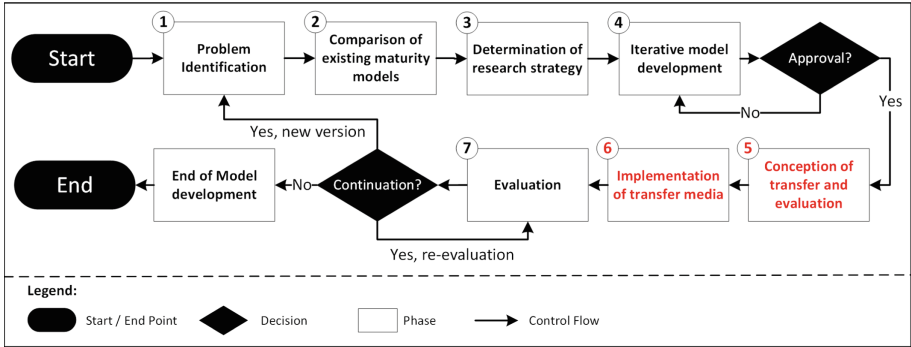 Start
1
Problem
Identification
2
Comparison of
existing maturity
models
3
Determination of
research strategy
4
Iterative model
development
Approval?
No
Yes
Yes, new version
End
End of Model
development
No
Continuation?
7
Evaluation
6
Implementation
of transfer media
5
Conception of
transfer and
evaluation
Yes, re-evaluation
Legend:
Start / End Point
Decision
Phase
Control Flow